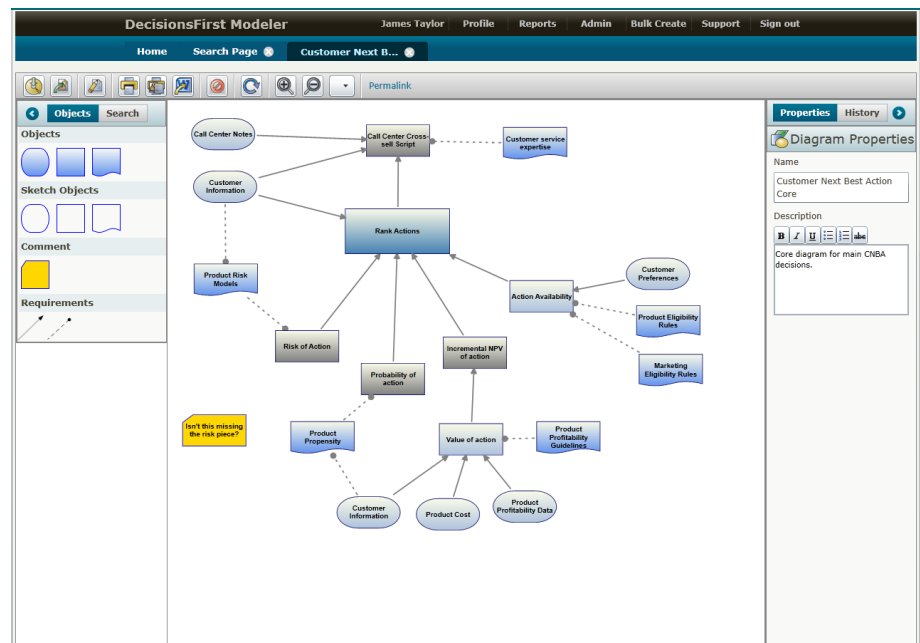 DecisionsFirst Modeler
James Taylor Profile Reports Admin Bulk Create Support Sign out
Home Search Page Customer Next B...
Permalink
Objects Search
Objects
Sketch Objects
Comment
Requirements
Call Center Notes
Call Center Cross-
sell Script
Customer service
expertise
Customer
Information
Rank Actions
Product Risk
Models
Customer
Preferences
Action Availability
Product Eligibility
Rules
Risk of Action
Incremental NPV
of action
Marketing
Eligibility Rules
Probability of
action
Isn't this missing
the risk piece?
Product
Propensity
Value of action
Product
Profitability
Guidelines
Customer
Information
Product Cost
Product
Profitability Data
Properties History
Diagram Properties
Name
Customer Next Best Action
Core
Description
B I U abc
Core diagram for main CNBA
decisions.